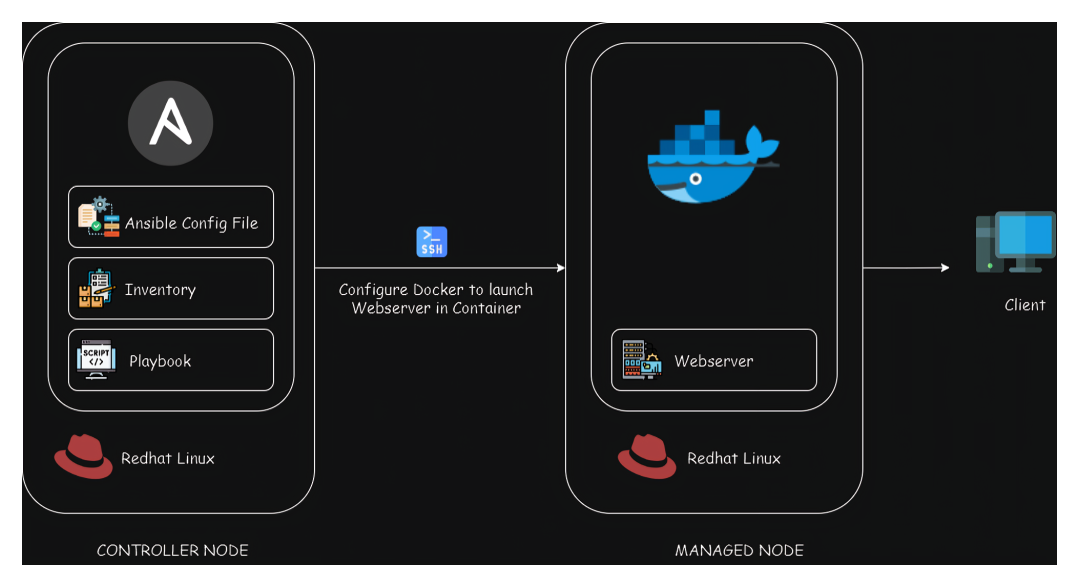 Ansible Config File
Inventory
SCRIPT
</>
Playbook
Redhat Linux
CONTROLLER NODE
>_
SSH
Configure Docker to launch
Webserver in Container
Webserver
Redhat Linux
MANAGED NODE
Client